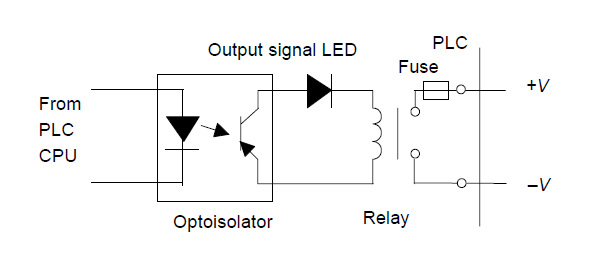 Output signal LED
PLC
Fuse
+V
From
PLC
CPU
–V
Optoisolator
Relay